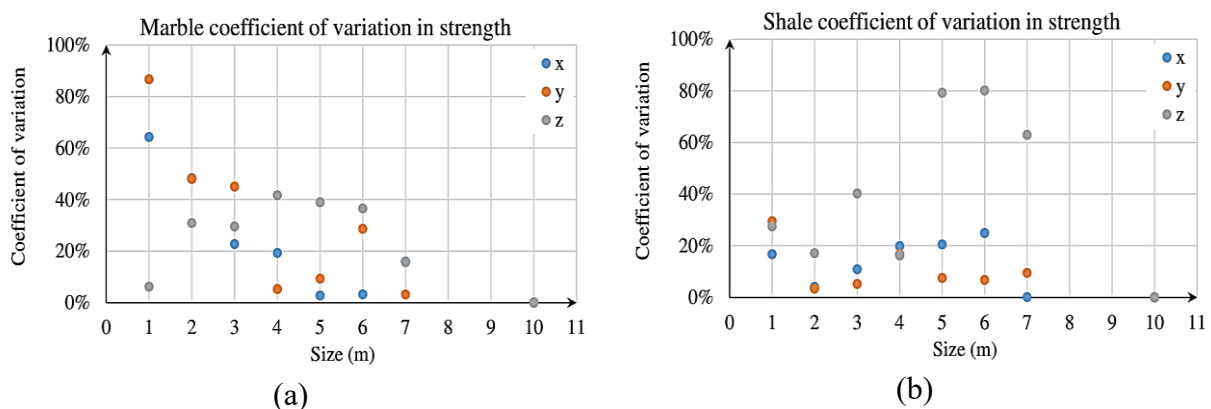 Marble coefficient of variation in strength
100%
80%
60%
40%
20%
0%
Coefficient of variation
x
y
z
0 1 2 3 4 5 6 7 8 9 10 11
Size (m)
(a)
Shale coefficient of variation in strength
100%
80%
60%
40%
20%
0%
Coefficient of variation
x
y
z
0 1 2 3 4 5 6 7 8 9 10 11
Size (m)
(b)